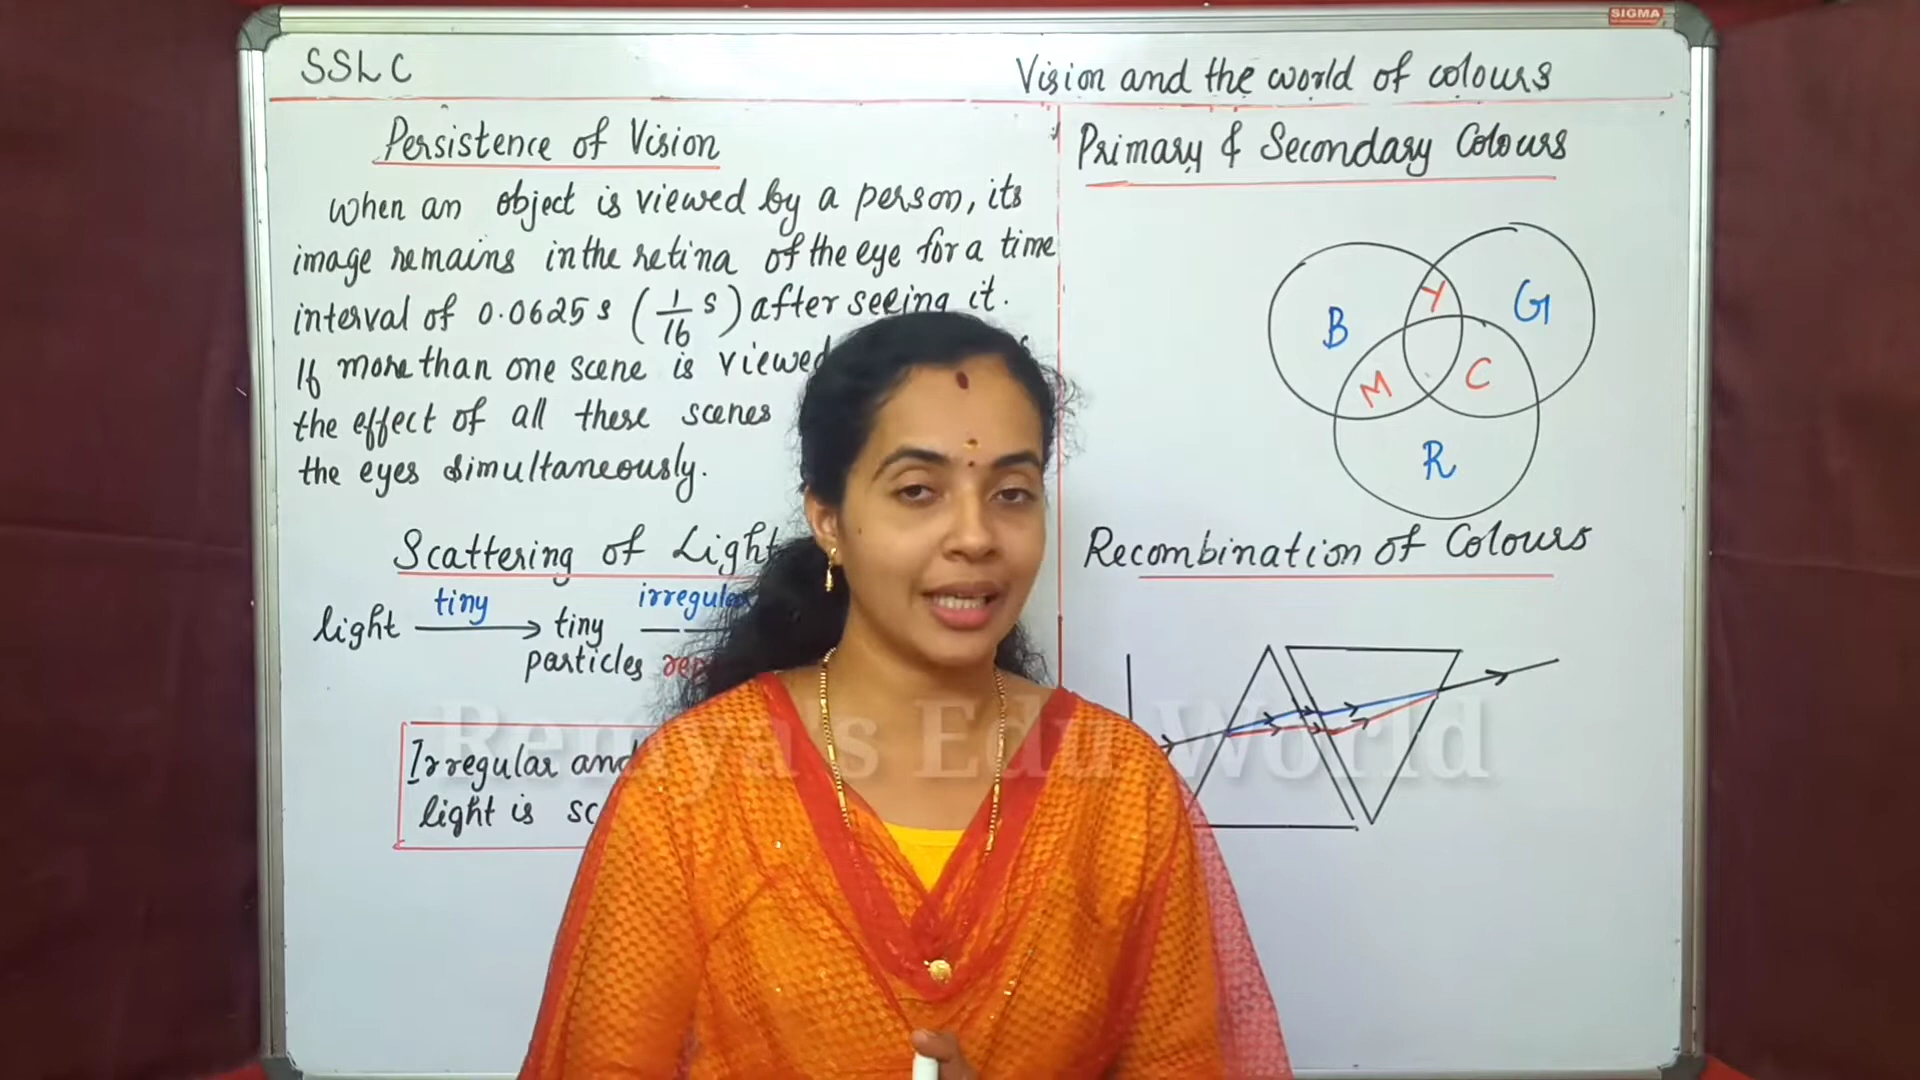 SIGMA
SSLC
Vision and the world of colours
Persistence of Vision
When an object is viewed by a person, its
image remains in the retina of the eye for a time
interval of 0.0625 s (1/16 s) after seeing it.
If more than one scene is viewed
the effect of all these scenes
the eyes simultaneously.
Scattering of Light
light tiny tiny particles irregular
Irregular and
light is
Primary & Secondary Colours
B Y G
M C
R
Recombination of Colours
Remya's Edu World